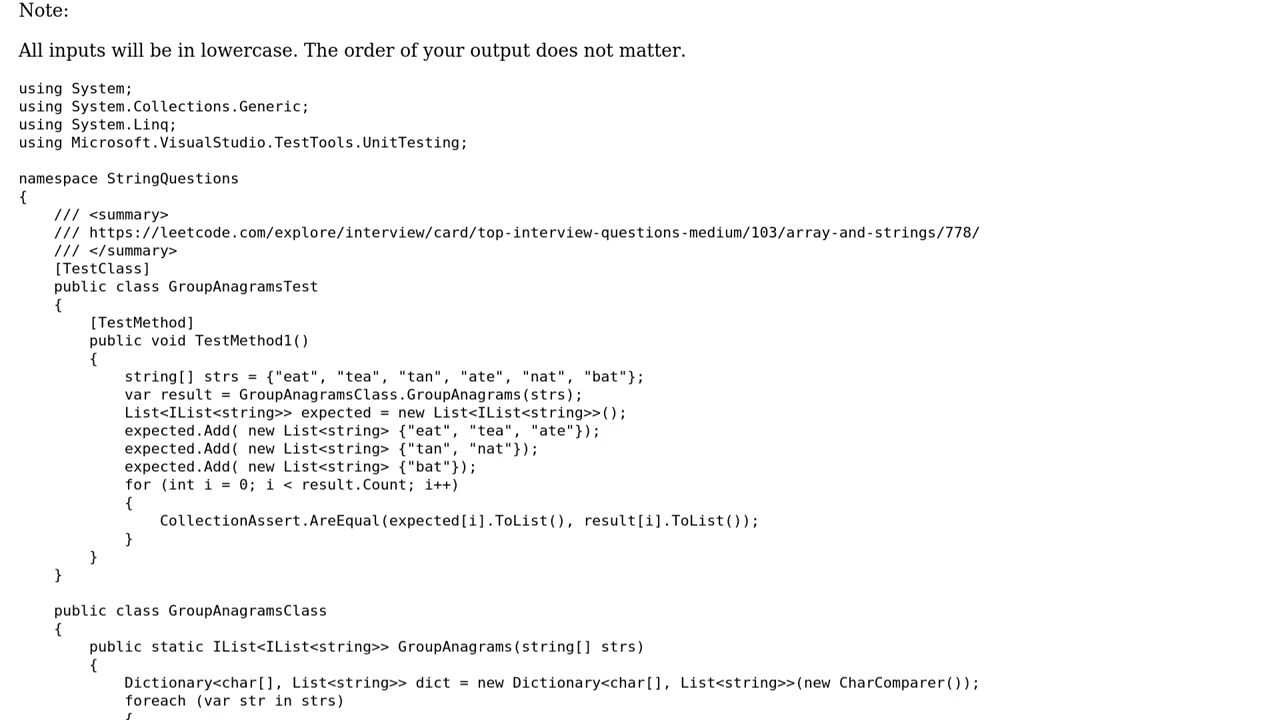 Note:
All inputs will be in lowercase. The order of your output does not matter.
using System;
using System.Collections.Generic;
using System.Linq;
using Microsoft.VisualStudio.TestTools.UnitTesting;
namespace StringQuestions
{
    /// <summary>
    /// https://leetcode.com/explore/interview/card/top-interview-questions-medium/103/array-and-strings/778/
    /// </summary>
    [TestClass]
    public class GroupAnagramsTest
    {
        [TestMethod]
        public void TestMethod1()
        {
            string[] strs = {"eat", "tea", "tan", "ate", "nat", "bat"};
            var result = GroupAnagramsClass.GroupAnagrams(strs);
            List<IList<string>> expected = new List<IList<string>>();
            expected.Add( new List<string> {"eat", "tea", "ate"});
            expected.Add( new List<string> {"tan", "nat"});
            expected.Add( new List<string> {"bat"});
            for (int i = 0; i < result.Count; i++)
            {
                CollectionAssert.AreEqual(expected[i].ToList(), result[i].ToList());
            }
        }
    }
    public class GroupAnagramsClass
    {
        public static IList<IList<string>> GroupAnagrams(string[] strs)
        {
            Dictionary<char[], List<string>> dict = new Dictionary<char[], List<string>>(new CharComparer());
            foreach (var str in strs)
            {